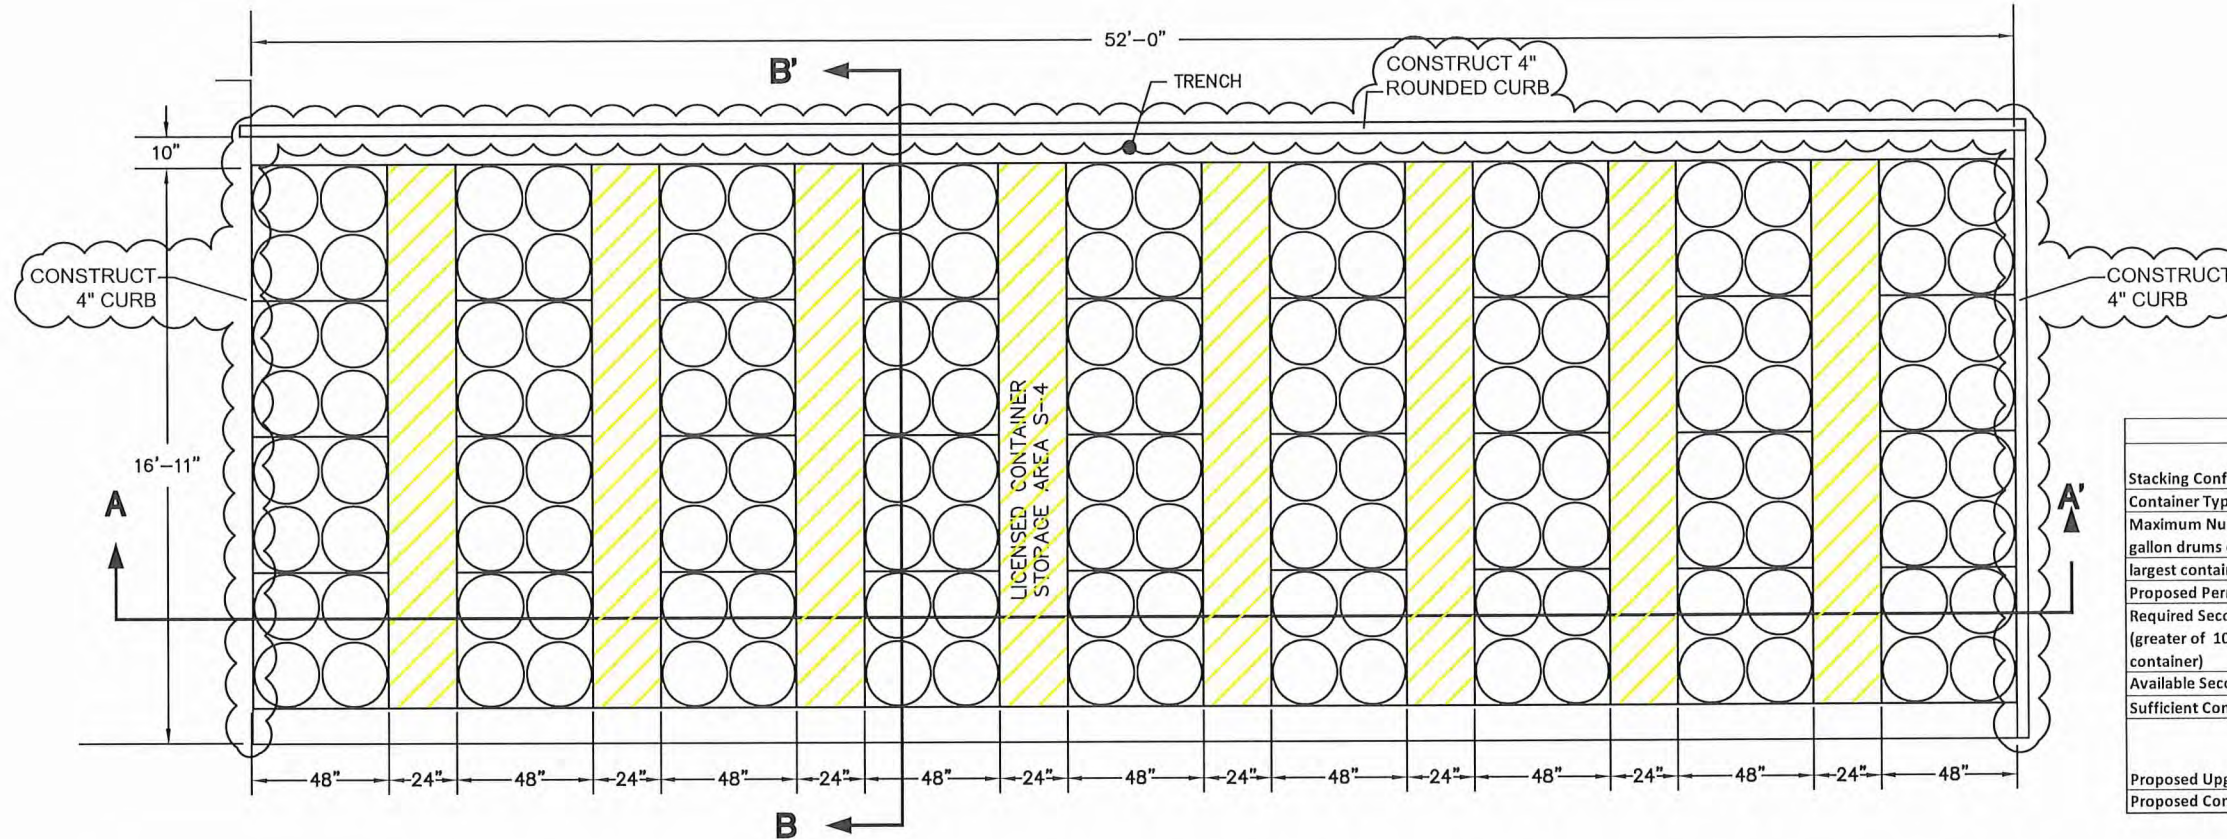 52'-0"
B'
TRENCH
CONSTRUCT 4"
ROUNDED CURB
10"
CONSTRUCT
4" CURB
CONSTRUCT
4" CURB
16'-11"
A
A'
LICENSED CONTAINER
STORAGE AREA S-4
Stacking Conf
Container Typ
Maximum Nu
gallon drums
largest contai
Proposed Per
Required Seco
(greater of 10
container)
Available Seco
Sufficient Con
Proposed Upg
Proposed Con
48" 24" 48" 24" 48" 24" 48" 24" 48" 24" 48" 24" 48" 24" 48" 24" 48"
B